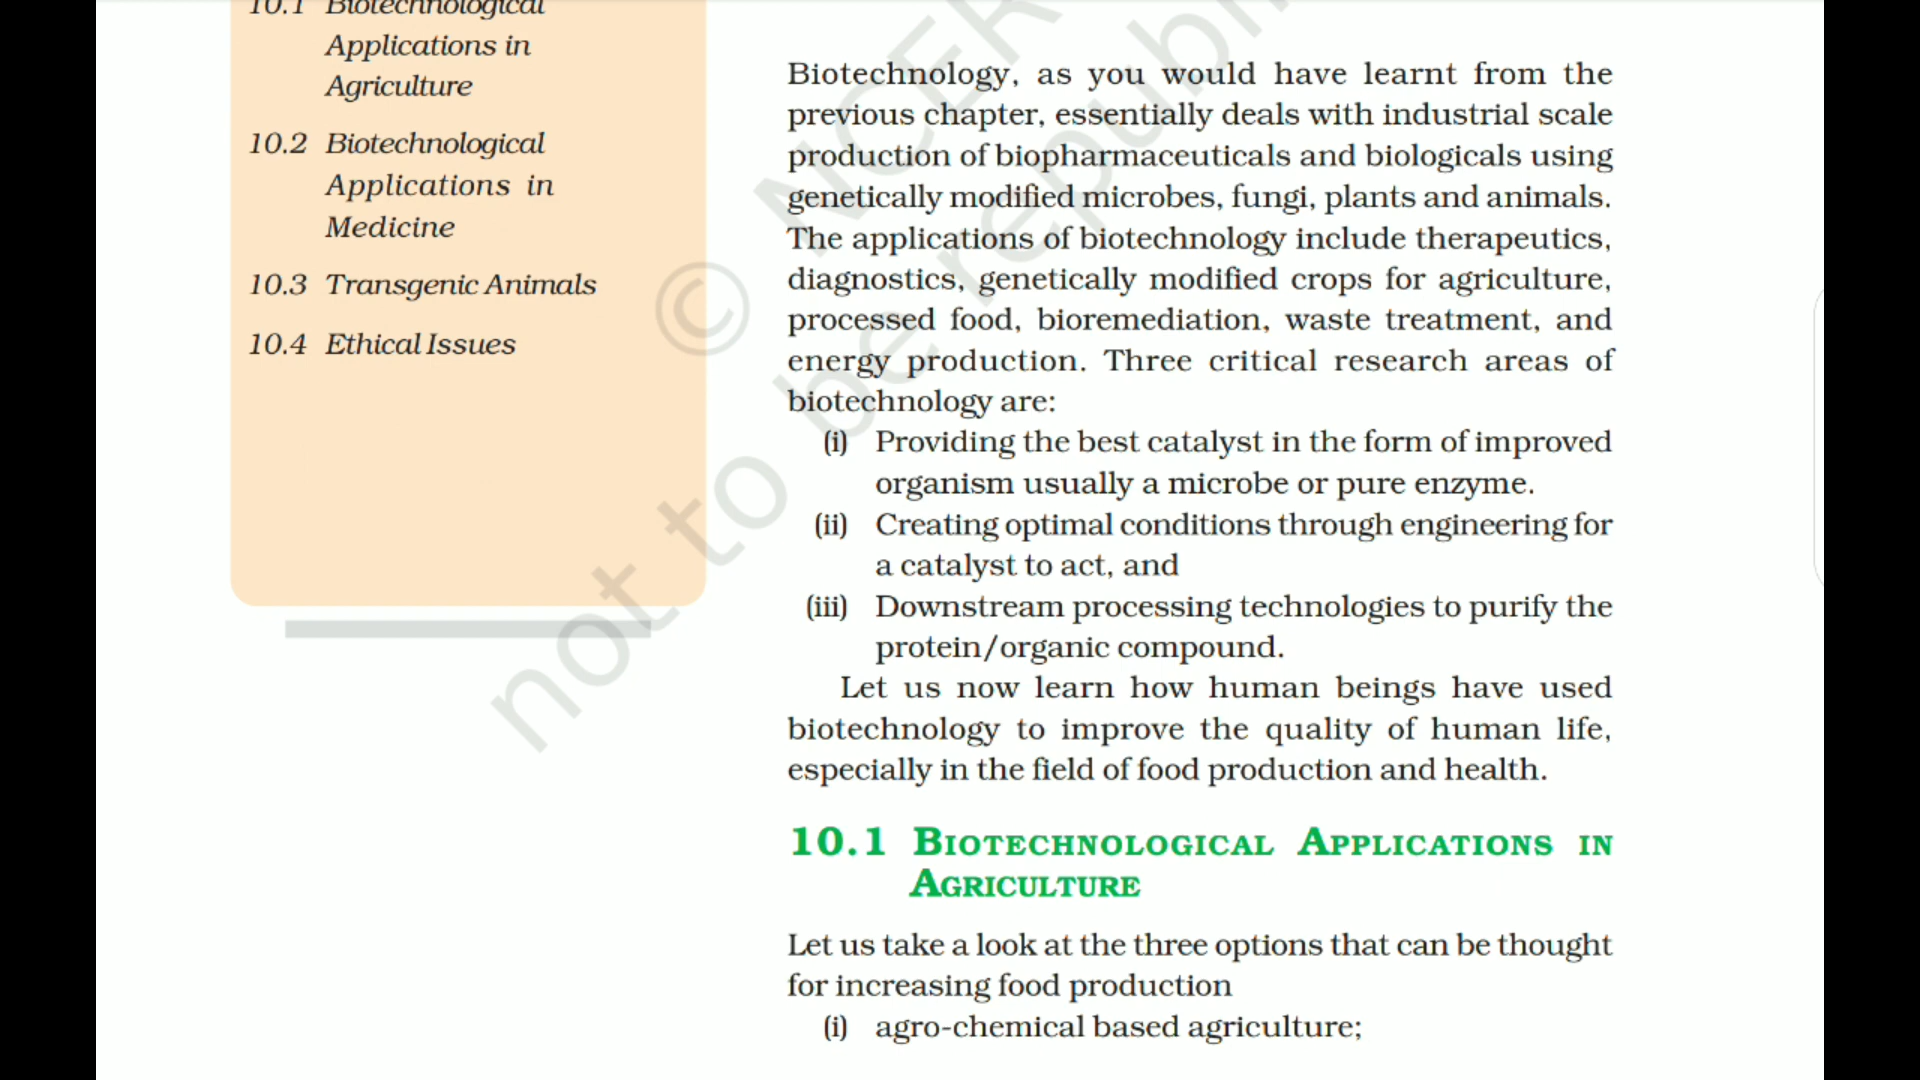 10.1 Biotechnological
Applications in
Agriculture
10.2 Biotechnological
Applications in
Medicine
10.3 Transgenic Animals
10.4 Ethical Issues
Biotechnology, as you would have learnt from the
previous chapter, essentially deals with industrial scale
production of biopharmaceuticals and biologicals using
genetically modified microbes, fungi, plants and animals.
The applications of biotechnology include therapeutics,
diagnostics, genetically modified crops for agriculture,
processed food, bioremediation, waste treatment, and
energy production. Three critical research areas of
biotechnology are:
(i) Providing the best catalyst in the form of improved
organism usually a microbe or pure enzyme.
(ii) Creating optimal conditions through engineering for
a catalyst to act, and
(iii) Downstream processing technologies to purify the
protein/organic compound.
Let us now learn how human beings have used
biotechnology to improve the quality of human life,
especially in the field of food production and health.
10.1 BIOTECHNOLOGICAL APPLICATIONS IN
AGRICULTURE
Let us take a look at the three options that can be thought
for increasing food production
(i) agro-chemical based agriculture;
© NCER
not to be republi